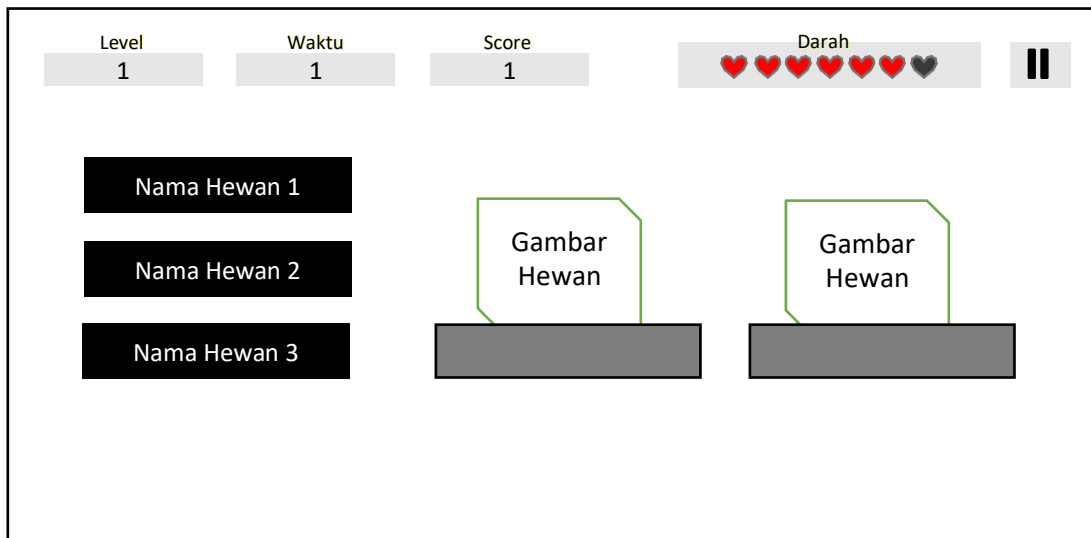 Level
Waktu
Score
Darah
1
1
1
Nama Hewan 1
Nama Hewan 2
Nama Hewan 3
Gambar
Hewan
Gambar
Hewan